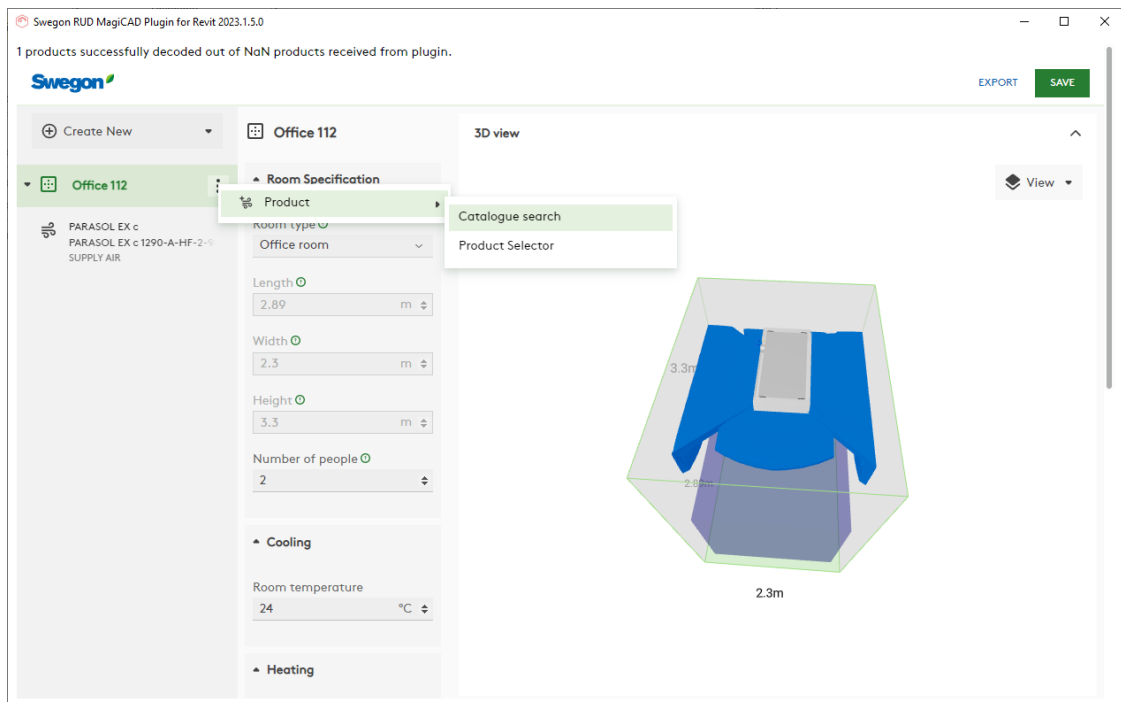 Swegon RUD MagiCAD Plugin for Revit 2023.1.5.0
1 products successfully decoded out of NaN products received from plugin.
Swegon
EXPORT
SAVE
Create New
Office 112
3D view
Office 112
Room Specification
View
Product
Catalogue search
Product Selector
PARASOL EX c
PARASOL EX c 1290-A-HF-2-9
SUPPLY AIR
Room type
Office room
Length
2.89 m
Width
2.3 m
Height
3.3 m
Number of people
2
Cooling
Room temperature
24 °C
Heating
3.3m
2.89m
2.3m